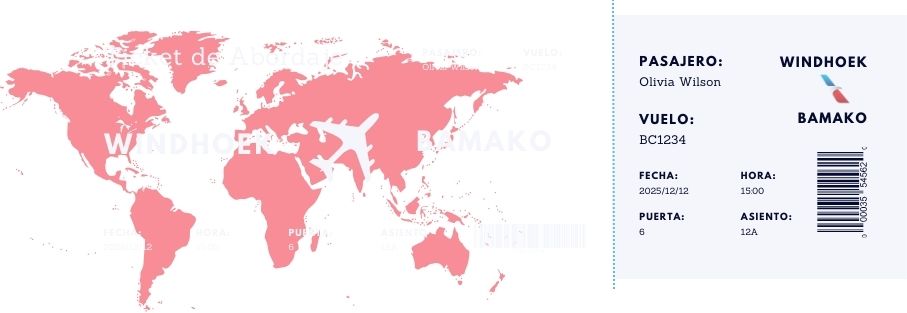 Ticket de Abordaje
PASAJERO: VUELO:
Olivia Wilson BC1234
WINDHOEK BAMAKO
FECHA: HORA: PUERTA: ASIENTO:
2025/12/12 15:00 6 12A
PASAJERO:
Olivia Wilson
WINDHOEK
VUELO:
BC1234
BAMAKO
FECHA: HORA:
2025/12/12 15:00
PUERTA: ASIENTO:
6 12A
0 00035 54562 0